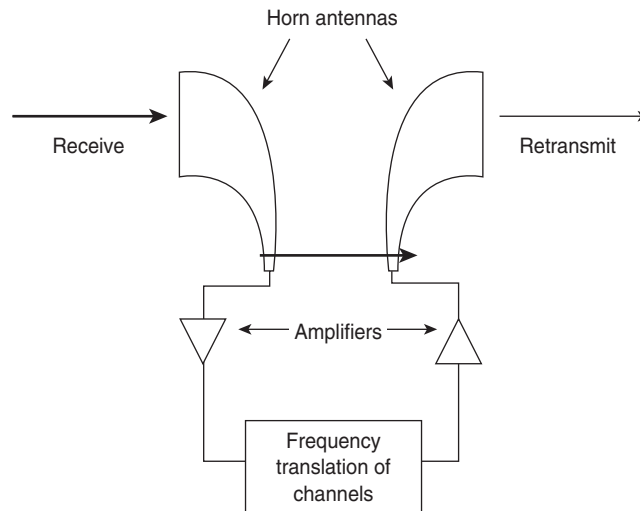 Horn antennas
Receive
Retransmit
Amplifiers
Frequency
translation of
channels